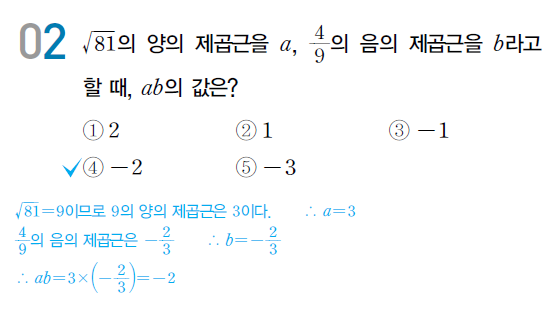 02 √81의 양의 제곱근을 a, 4/9의 음의 제곱근을 b라고
할 때, ab의 값은?
① 2 ② 1 ③ −1
✓④ −2 ⑤ −3
√81=9이므로 9의 양의 제곱근은 3이다. ∴ a=3
4/9의 음의 제곱근은 −2/3 ∴ b=−2/3
∴ ab=3×(−2/3)=−2